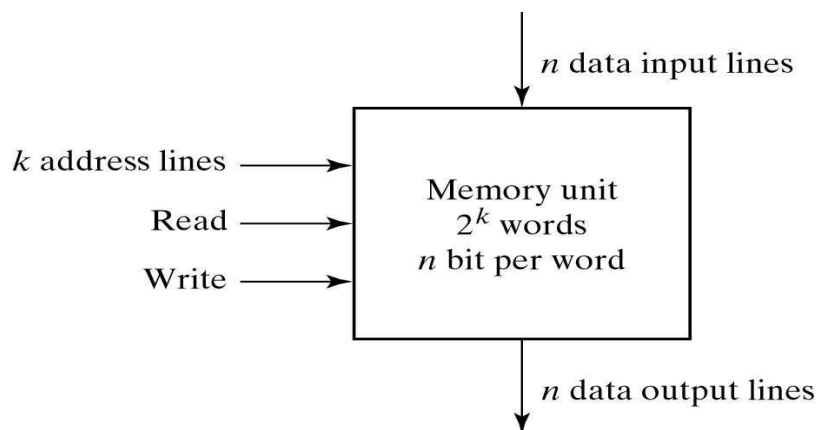 n data input lines
k address lines
Read
Write
Memory unit
2^k words
n bit per word
n data output lines